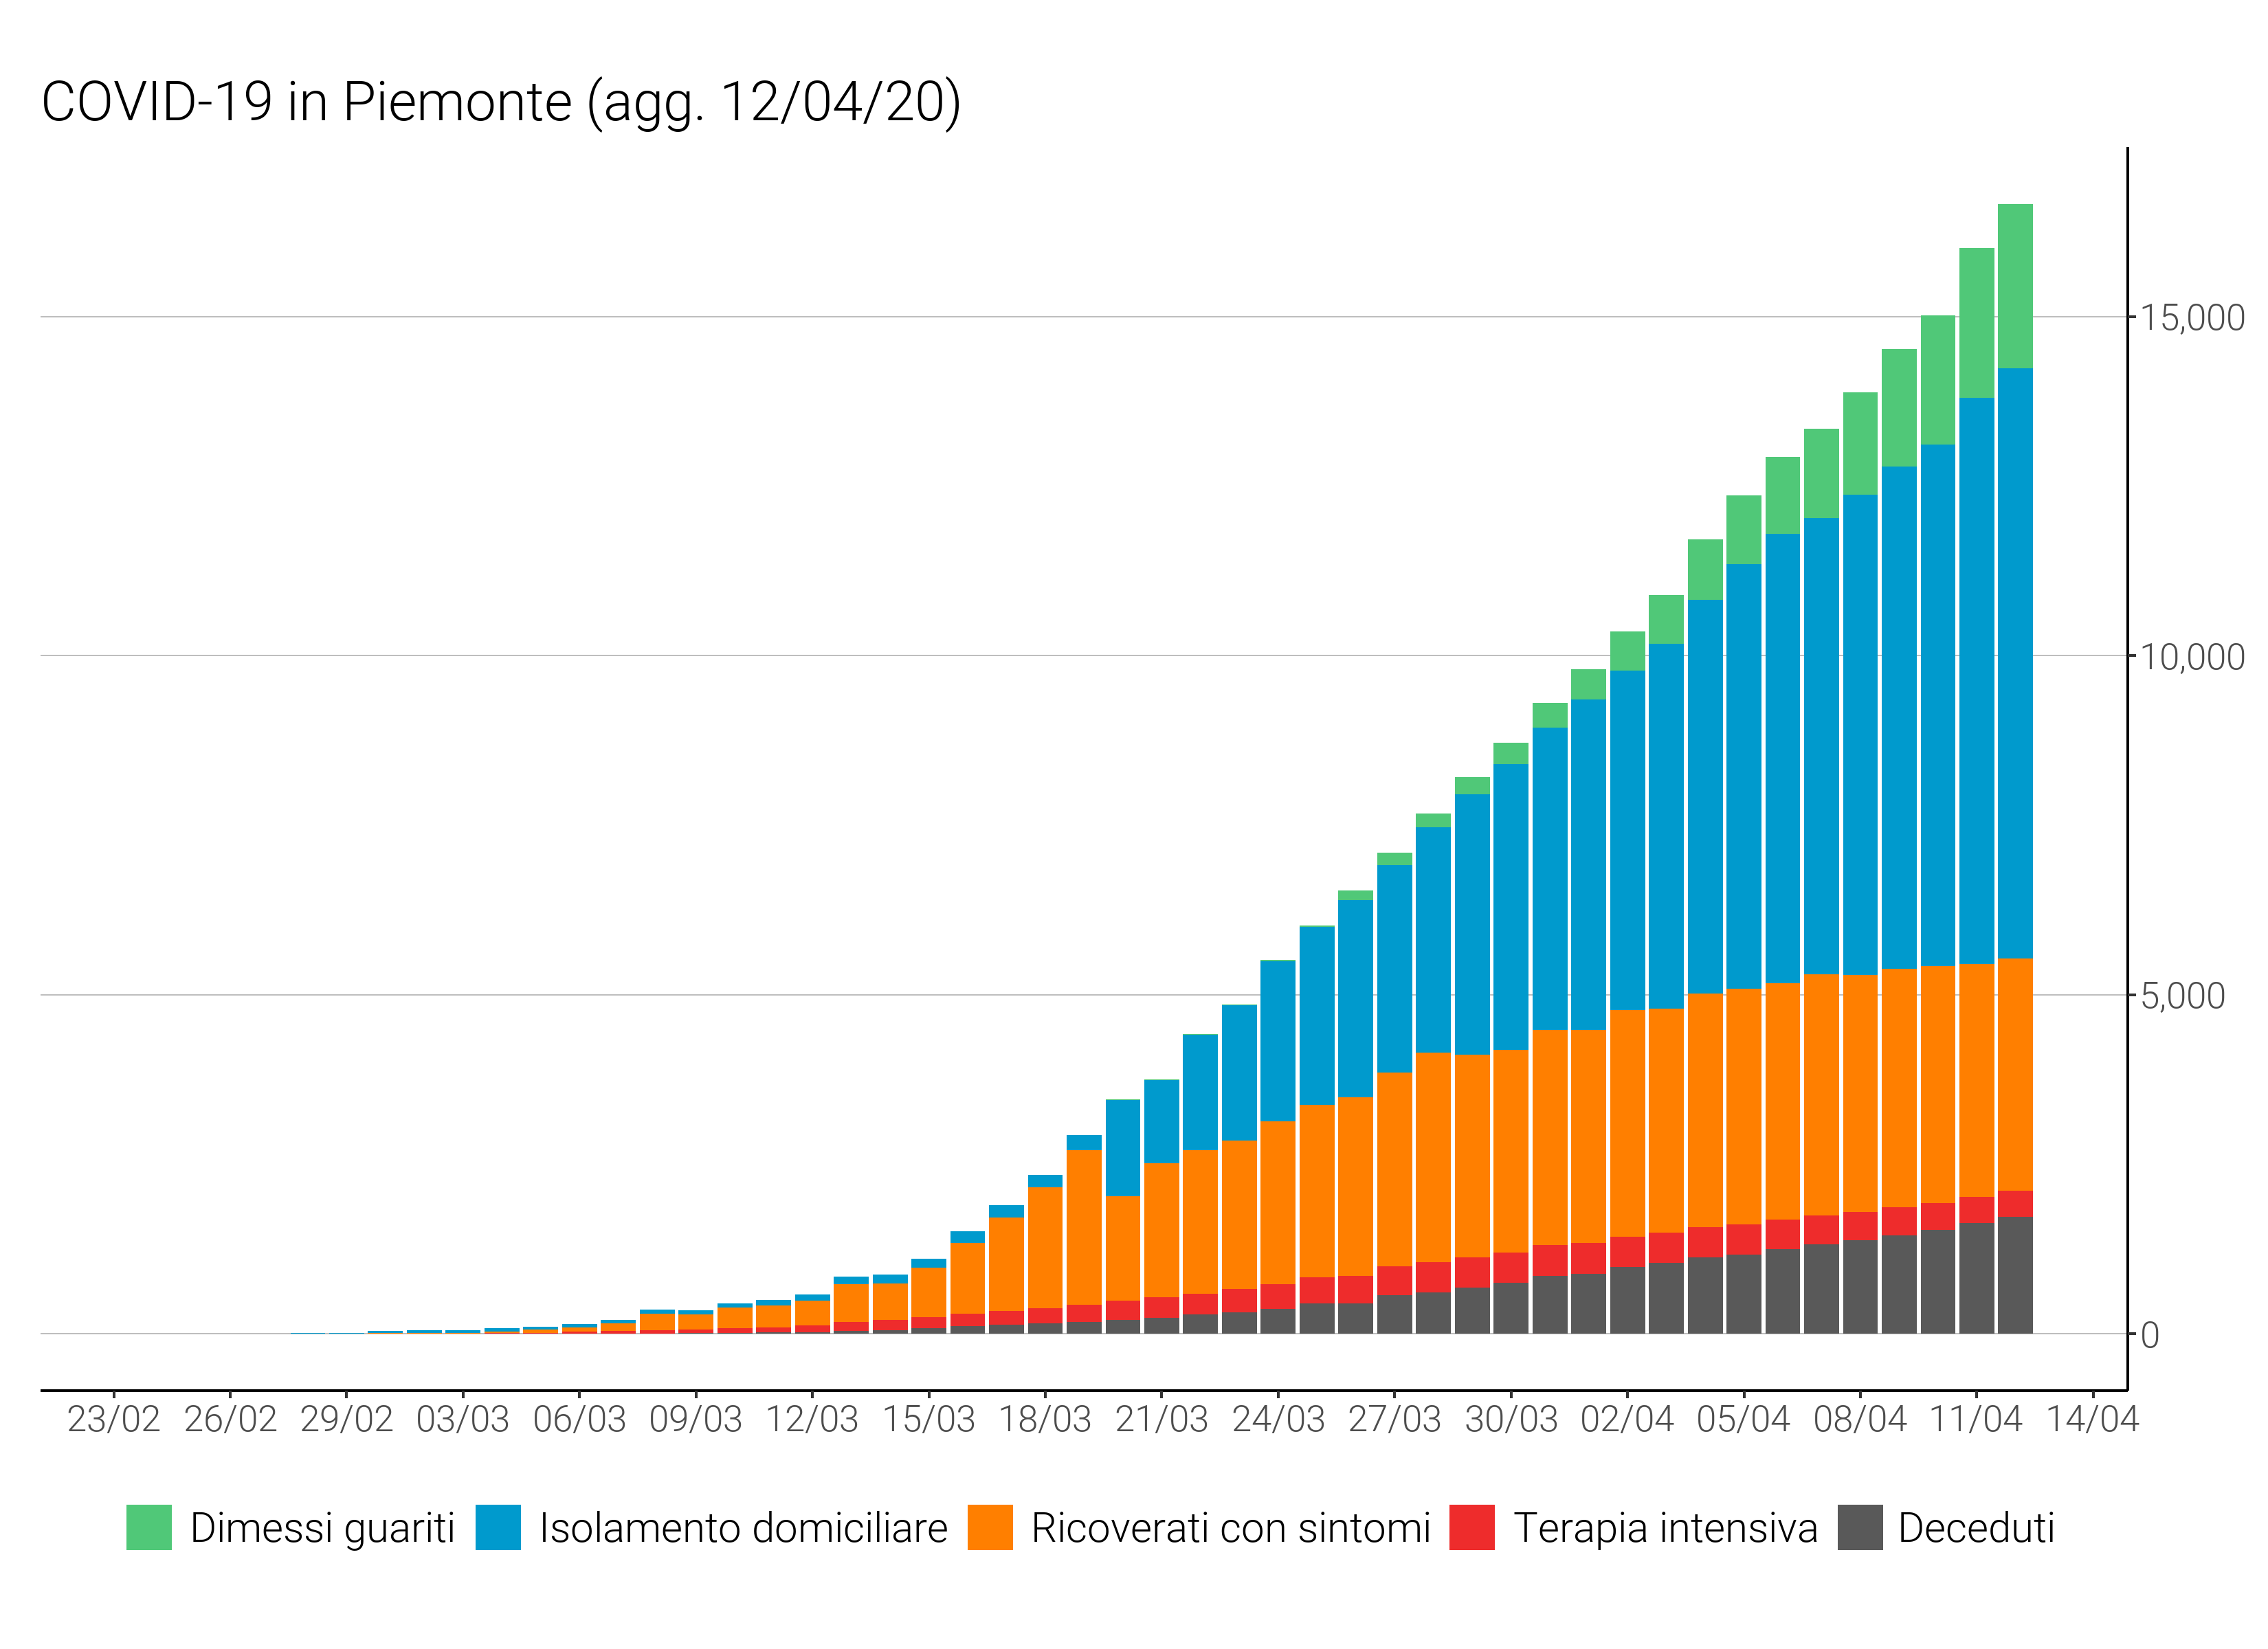 COVID-19 in Piemonte (agg. 12/04/20)
15,000
10,000
5,000
0
23/02 26/02 29/02 03/03 06/03 09/03 12/03 15/03 18/03 21/03 24/03 27/03 30/03 02/04 05/04 08/04 11/04 14/04
Dimessi guariti Isolamento domiciliare Ricoverati con sintomi Terapia intensiva Deceduti